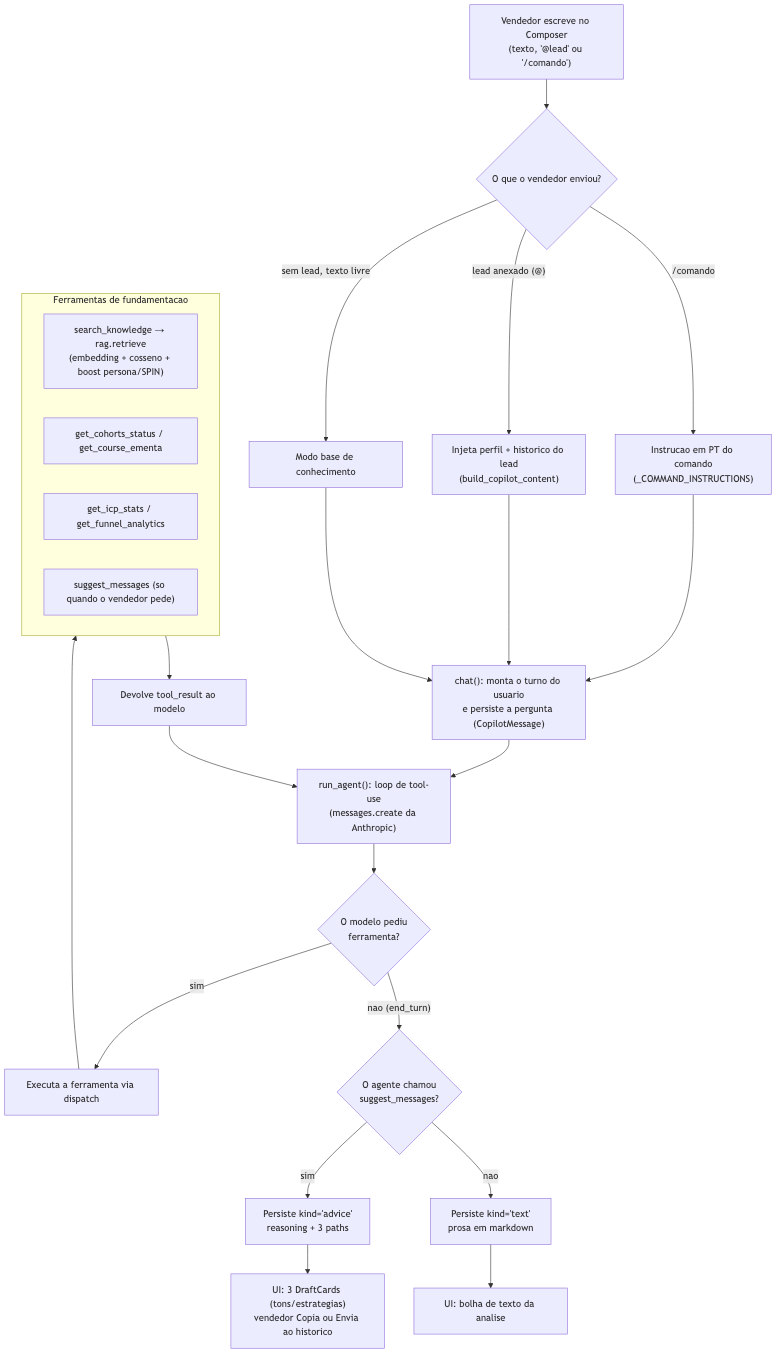 Vendedor escreve no
Composer
(texto, '@lead' ou
'/comando')
O que o vendedor enviou?
sem lead, texto livre
lead anexado (@)
/comando
Ferramentas de fundamentacao
search_knowledge →
rag.retrieve
(embedding + cosseno +
boost persona/SPIN)
get_cohorts_status /
get_course_ementa
get_icp_stats /
get_funnel_analytics
suggest_messages (so
quando o vendedor pede)
Modo base de
conhecimento
Injeta perfil + historico do
lead
(build_copilot_content)
Instrucao em PT do
comando
(_COMMAND_INSTRUCTIONS)
Devolve tool_result ao
modelo
chat(): monta o turno do
usuario
e persiste a pergunta
(CopilotMessage)
run_agent(): loop de tool-
use
(messages.create da
Anthropic)
O modelo pediu
ferramenta?
sim
nao (end_turn)
Executa a ferramenta via
dispatch
O agente chamou
suggest_messages?
sim
nao
Persiste kind='advice'
reasoning + 3 paths
Persiste kind='text'
prosa em markdown
UI: 3 DraftCards
(tons/estrategias)
vendedor Copia ou Envia
ao historico
UI: bolha de texto da
analise